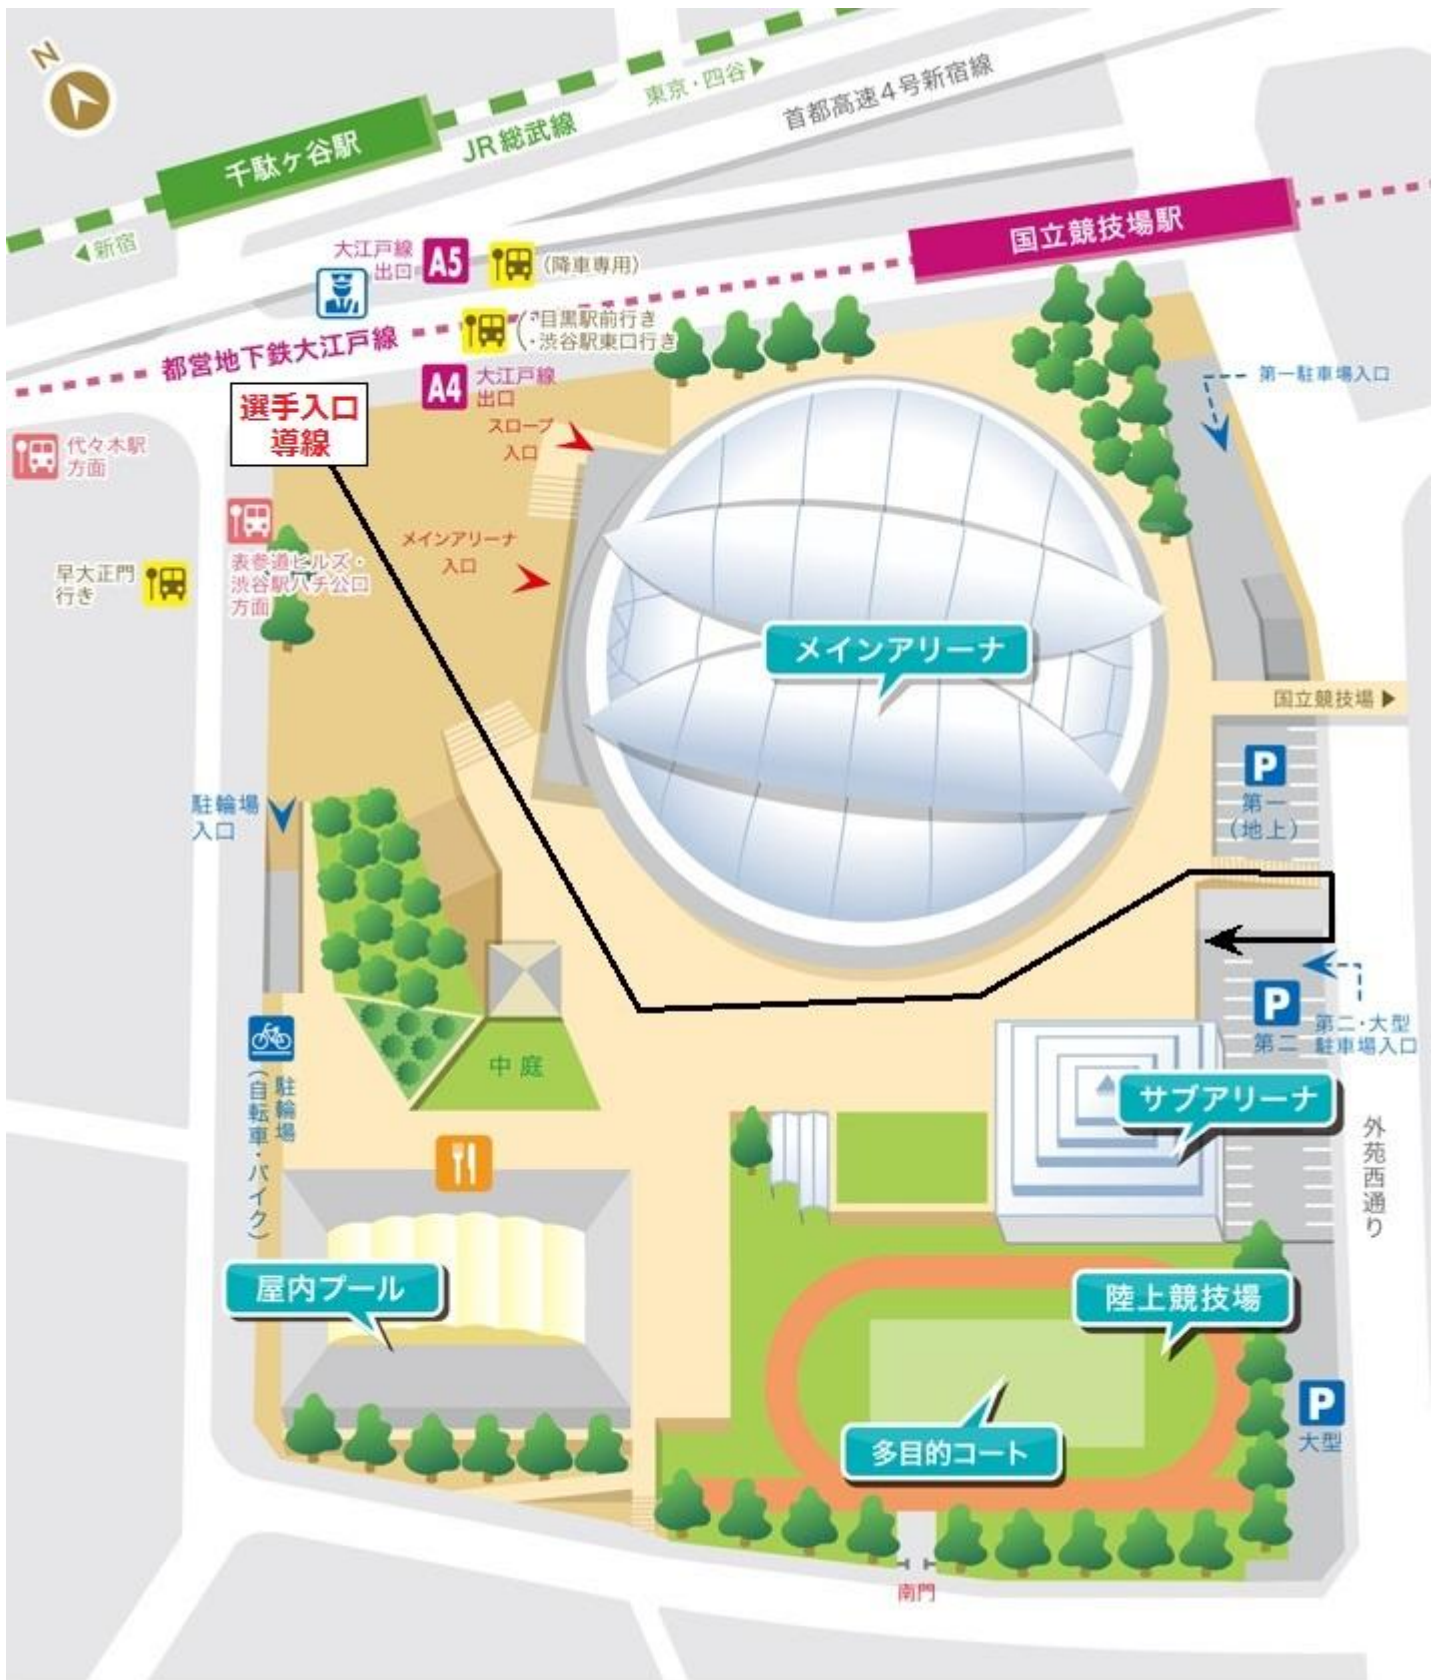 N
千駄ヶ谷駅
JR総武線
東京・四谷▶
首都高速4号新宿線
◀新宿
国立競技場駅
大江戸線
出口
A5
(降車専用)
・目黒駅前行き
・渋谷駅東口行き
都営地下鉄大江戸線
A4
大江戸線
出口
第一駐車場入口
選手入口
導線
スロープ
入口
代々木駅
方面
メインアリーナ
入口
表参道ヒルズ・
渋谷駅ハチ公口
方面
早大正門
行き
メインアリーナ
国立競技場▶
P
第一
(地上)
駐輪場
入口
P
第二
第二・大型
駐車場入口
中庭
駐輪場
(自転車・バイク)
サブアリーナ
外苑西通り
屋内プール
陸上競技場
多目的コート
P
大型
南門